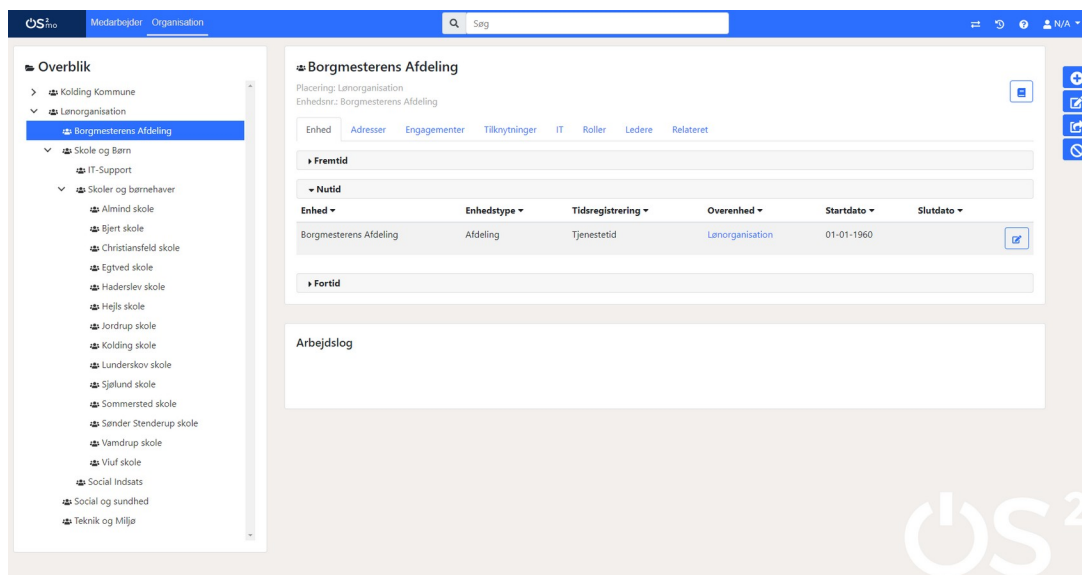 OS²mo Medarbejder Organisation Søg N/A
Overblik
Kolding Kommune
Lønorganisation
Borgmesterens Afdeling
Skole og Børn
IT-Support
Skoler og børnehaver
Almind skole
Bjert skole
Christiansfeld skole
Egtved skole
Haderslev skole
Hejls skole
Jordrup skole
Kolding skole
Lunderskov skole
Sjølund skole
Sommersted skole
Sønder Stenderup skole
Vamdrup skole
Viuf skole
Social Indsats
Social og sundhed
Teknik og Miljø
Borgmesterens Afdeling
Placering: Lønorganisation
Enhedsnr.: Borgmesterens Afdeling
Enhed Adresser Engagementer Tilknytninger IT Roller Ledere Relateret
Fremtid
Nutid
Enhed Enhedstype Tidsregistrering Overenhed Startdato Slutdato
Borgmesterens Afdeling Afdeling Tjenestetid Lønorganisation 01-01-1960
Fortid
Arbejdslog
OS²